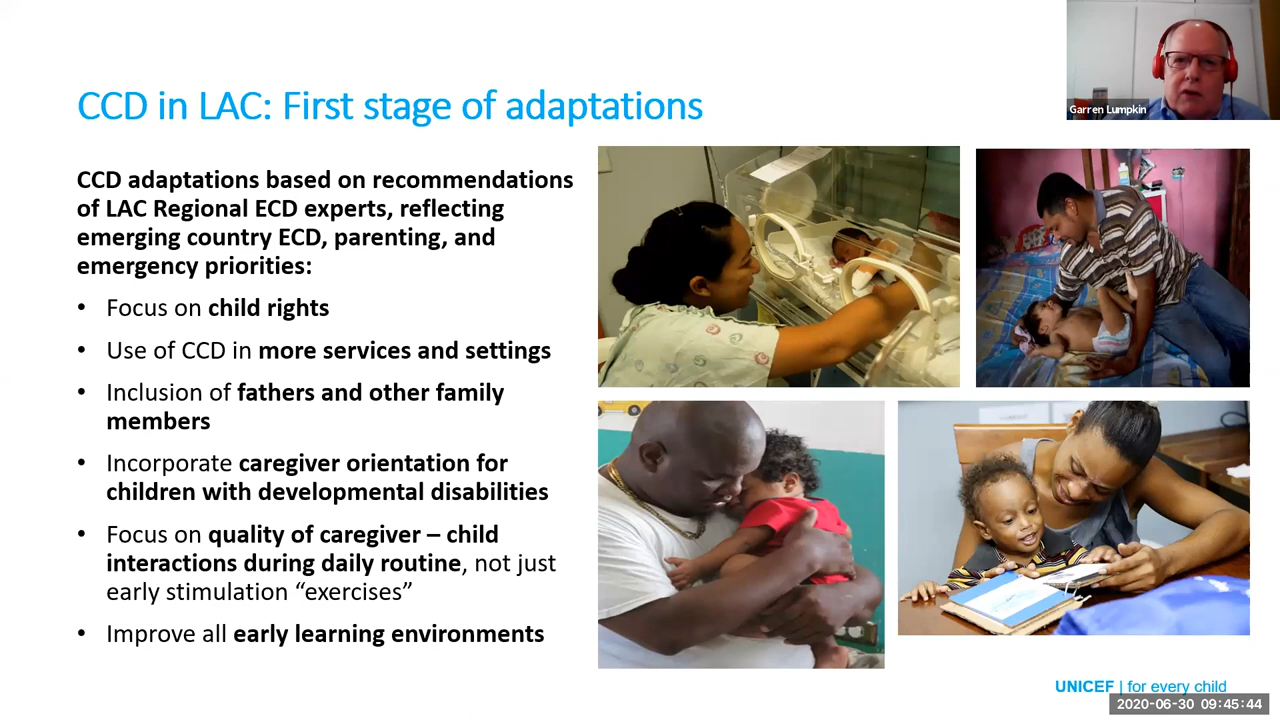 Garren Lumpkin
CCD in LAC: First stage of adaptations
CCD adaptations based on recommendations
of LAC Regional ECD experts, reflecting
emerging country ECD, parenting, and
emergency priorities:
• Focus on child rights
• Use of CCD in more services and settings
• Inclusion of fathers and other family
members
• Incorporate caregiver orientation for
children with developmental disabilities
• Focus on quality of caregiver – child
interactions during daily routine, not just
early stimulation “exercises”
• Improve all early learning environments
UNICEF | for every child
2020-06-30 09:45:44